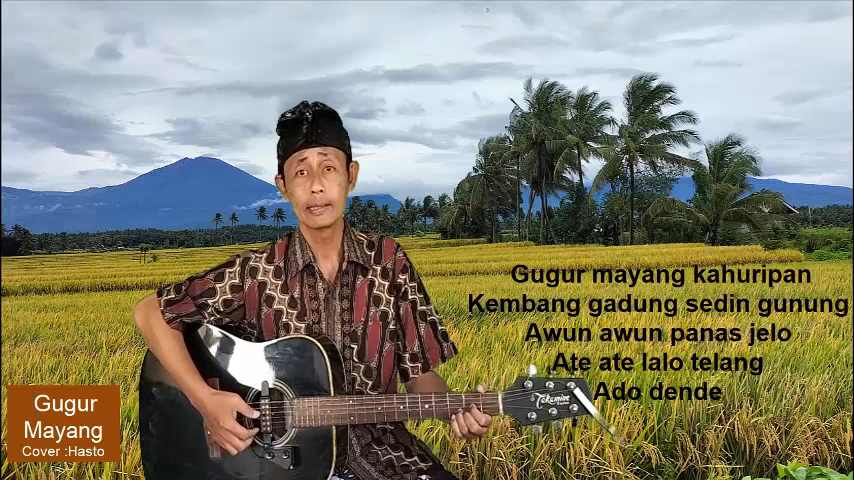 Gugur mayang kahuripan
Kembang gadung sedin gunung
Awun awun panas jelo
Ate ate lalo telang
Ado dende
Takamine
Gugur
Mayang
Cover :Hasto